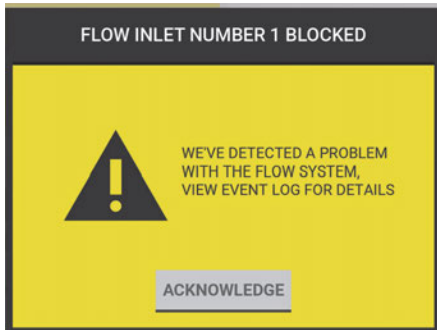 FLOW INLET NUMBER 1 BLOCKED
WE'VE DETECTED A PROBLEM
WITH THE FLOW SYSTEM,
VIEW EVENT LOG FOR DETAILS
ACKNOWLEDGE